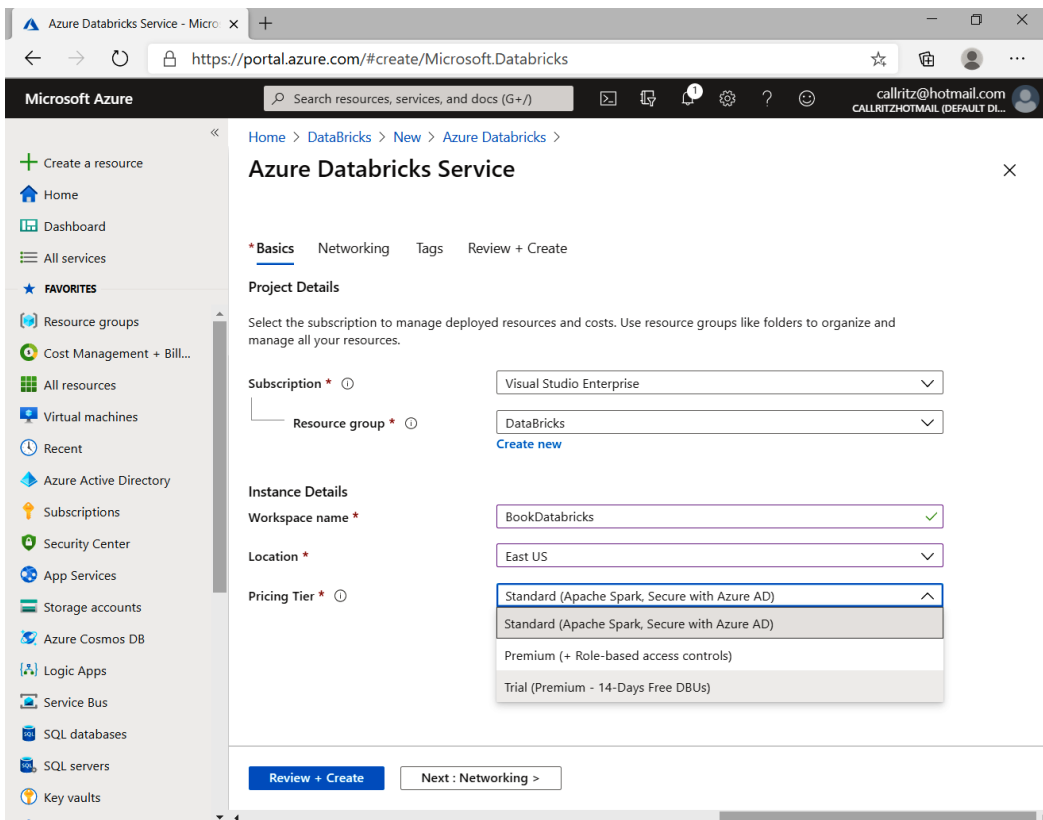 Azure Databricks Service - Micro
https://portal.azure.com/#create/Microsoft.Databricks
Microsoft Azure
Search resources, services, and docs (G+/)
1
callritz@hotmail.com
CALLRITZHOTMAIL (DEFAULT DI...
Create a resource
Home
Dashboard
All services
FAVORITES
Resource groups
Cost Management + Bill...
All resources
Virtual machines
Recent
Azure Active Directory
Subscriptions
Security Center
App Services
Storage accounts
Azure Cosmos DB
Logic Apps
Service Bus
SQL databases
SQL servers
Key vaults
Home > DataBricks > New > Azure Databricks >
Azure Databricks Service
* Basics Networking Tags Review + Create
Project Details
Select the subscription to manage deployed resources and costs. Use resource groups like folders to organize and
manage all your resources.
Subscription * Visual Studio Enterprise
Resource group * DataBricks
Create new
Instance Details
Workspace name * BookDatabricks
Location * East US
Pricing Tier * Standard (Apache Spark, Secure with Azure AD)
Standard (Apache Spark, Secure with Azure AD)
Premium (+ Role-based access controls)
Trial (Premium - 14-Days Free DBUs)
Review + Create Next : Networking >